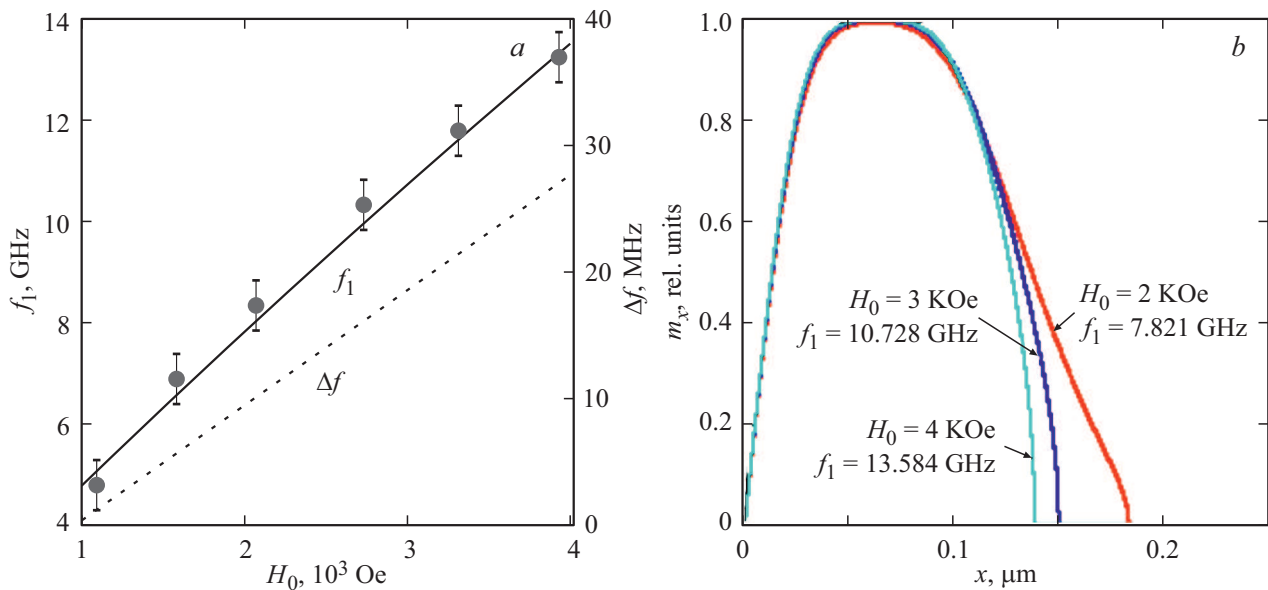 a
14
12
10
8
6
4
f1, GHz
1
2
3
4
H0, 10³ Oe
40
30
20
10
0
Δf, MHz
f1
Δf
b
1.0
0.8
0.6
0.4
0.2
0
mx, rel. units
0
0.1
0.2
x, μm
H0 = 3 KOe
f1 = 10.728 GHz
H0 = 2 KOe
f1 = 7.821 GHz
H0 = 4 KOe
f1 = 13.584 GHz